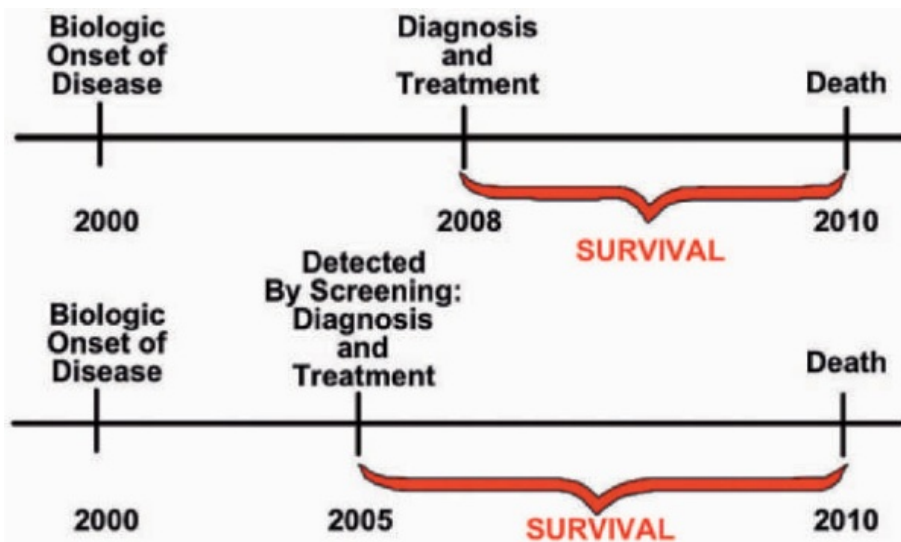 Biologic
Onset of
Disease
Diagnosis
and
Treatment
Death
2000
2008
2010
SURVIVAL
Detected
By Screening:
Diagnosis
and
Treatment
Biologic
Onset of
Disease
Death
2000
2005
2010
SURVIVAL